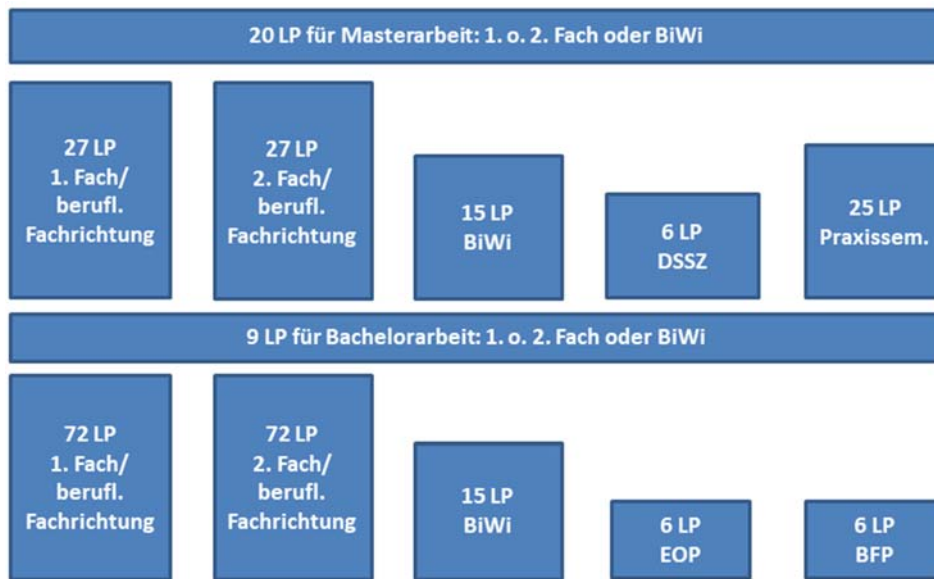 20 LP für Masterarbeit: 1. o. 2. Fach oder BiWi
27 LP
1. Fach/
berufl.
Fachrichtung
27 LP
2. Fach/
berufl.
Fachrichtung
15 LP
BiWi
6 LP
DSSZ
25 LP
Praxissem.
9 LP für Bachelorarbeit: 1. o. 2. Fach oder BiWi
72 LP
1. Fach/
berufl.
Fachrichtung
72 LP
2. Fach/
berufl.
Fachrichtung
15 LP
BiWi
6 LP
EOP
6 LP
BFP